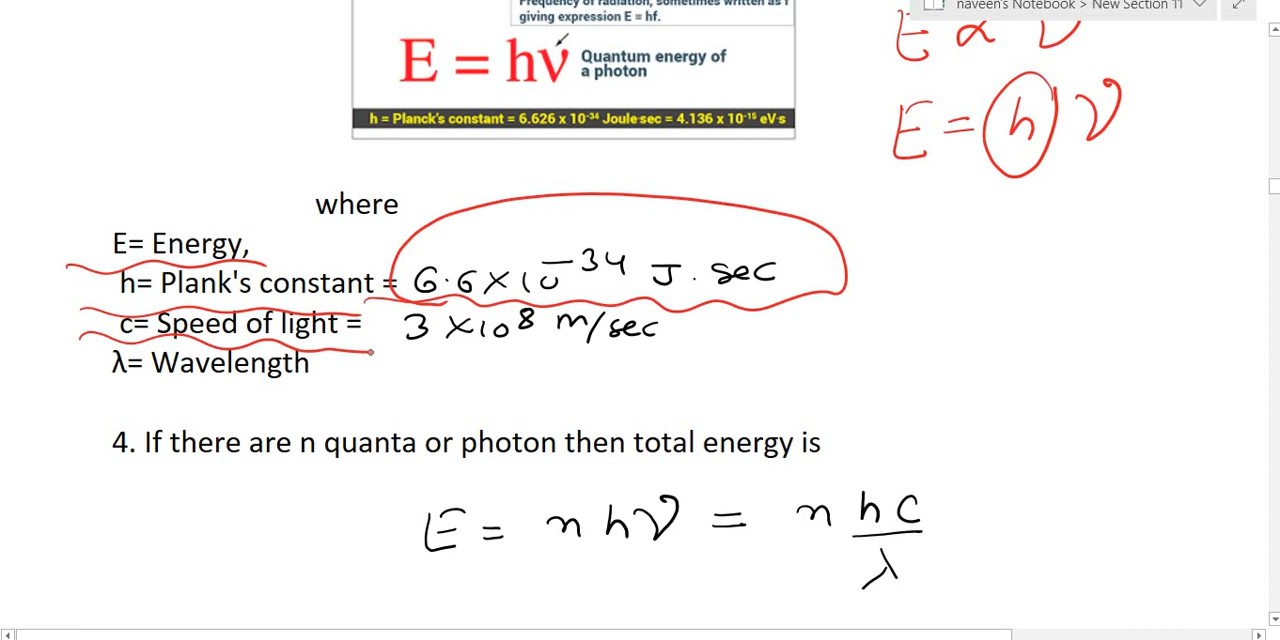 Frequency of radiation, sometimes written as f
giving expression E = hf.
E = hν Quantum energy of
a photon
h = Planck's constant = 6.626 x 10⁻³⁴ Joule·sec = 4.136 x 10⁻¹⁵ eV·s
naveen's Notebook > New Section 11
E ∝ ν
E = h ν
where
E= Energy,
h= Plank's constant = 6.6 × 10⁻³⁴ J. sec
c= Speed of light = 3 × 10⁸ m/sec
λ= Wavelength
4. If there are n quanta or photon then total energy is
E = n h ν = n h c / λ